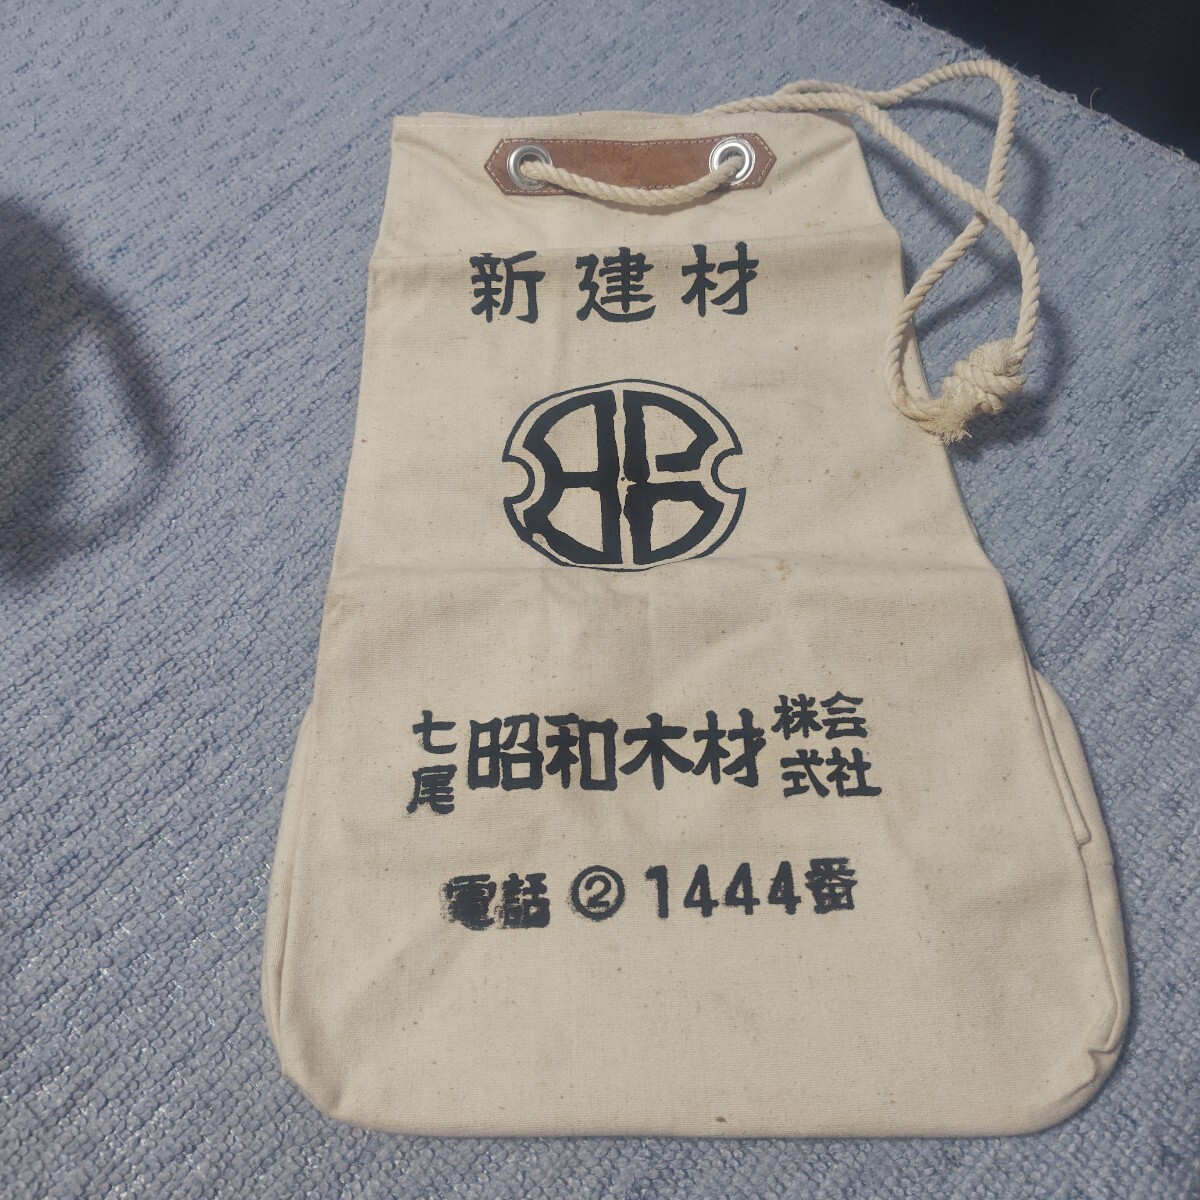 新建材
七尾 昭和木材 株式会社
電話 ② 1444番